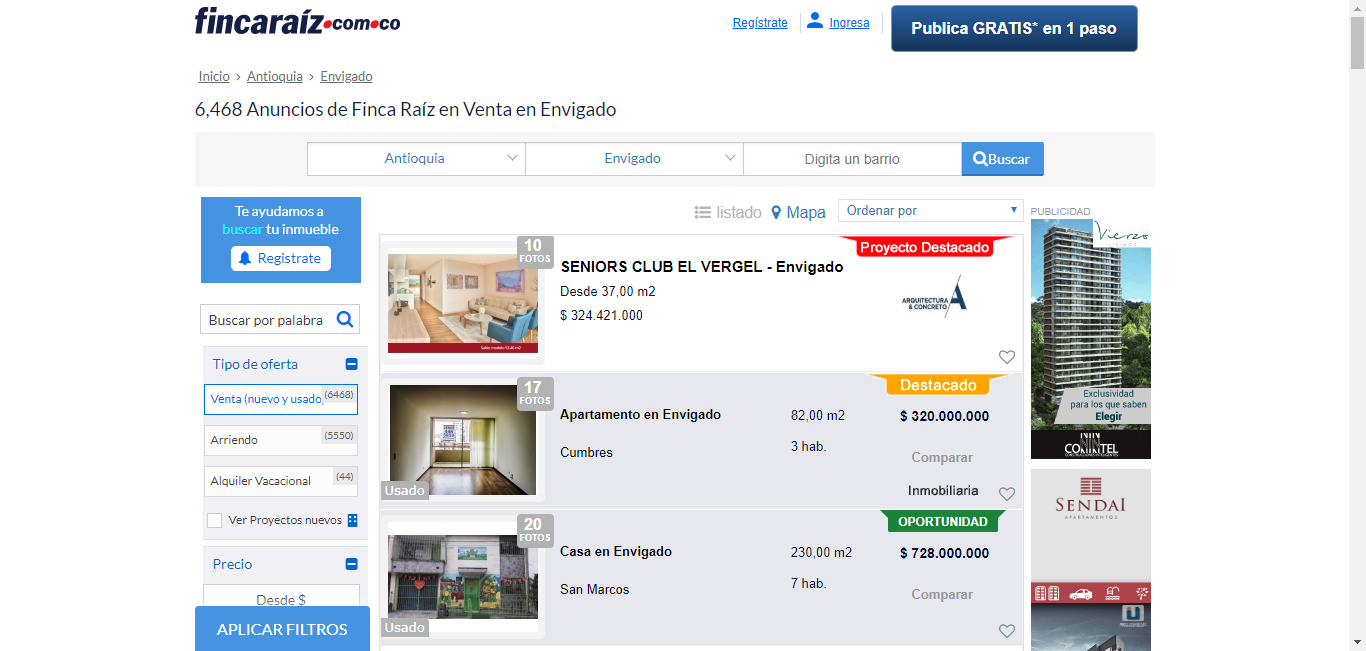 fincaraíz.com.co
Regístrate
Ingresa
Publica GRATIS* en 1 paso
Inicio › Antioquia › Envigado
6,468 Anuncios de Finca Raíz en Venta en Envigado
Antioquia
Envigado
Digita un barrio
Buscar
Te ayudamos a
buscar tu inmueble
Registrate
Buscar por palabra
Tipo de oferta
Venta (nuevo y usado)
(6468)
Arriendo
(5550)
Alquiler Vacacional
(44)
Ver Proyectos nuevos
Precio
Desde $
APLICAR FILTROS
listado
Mapa
Ordenar por
10
FOTOS
SENIORS CLUB EL VERGEL - Envigado
Desde 37,00 m2
$ 324.421.000
Proyecto Destacado
ARQUITECTURA
& CONCRETO
17
FOTOS
Usado
Apartamento en Envigado
Cumbres
82,00 m2
3 hab.
Destacado
$ 320.000.000
Comparar
Inmobiliaria
20
FOTOS
Usado
Casa en Envigado
San Marcos
230,00 m2
7 hab.
OPORTUNIDAD
$ 728.000.000
Comparar
PUBLICIDAD
Vierzo
Exclusividad
para los que saben
Elegir
CONINTEL
CONSTRUCCIONES INTELIGENTES
SENDAI
APARTAMENTOS